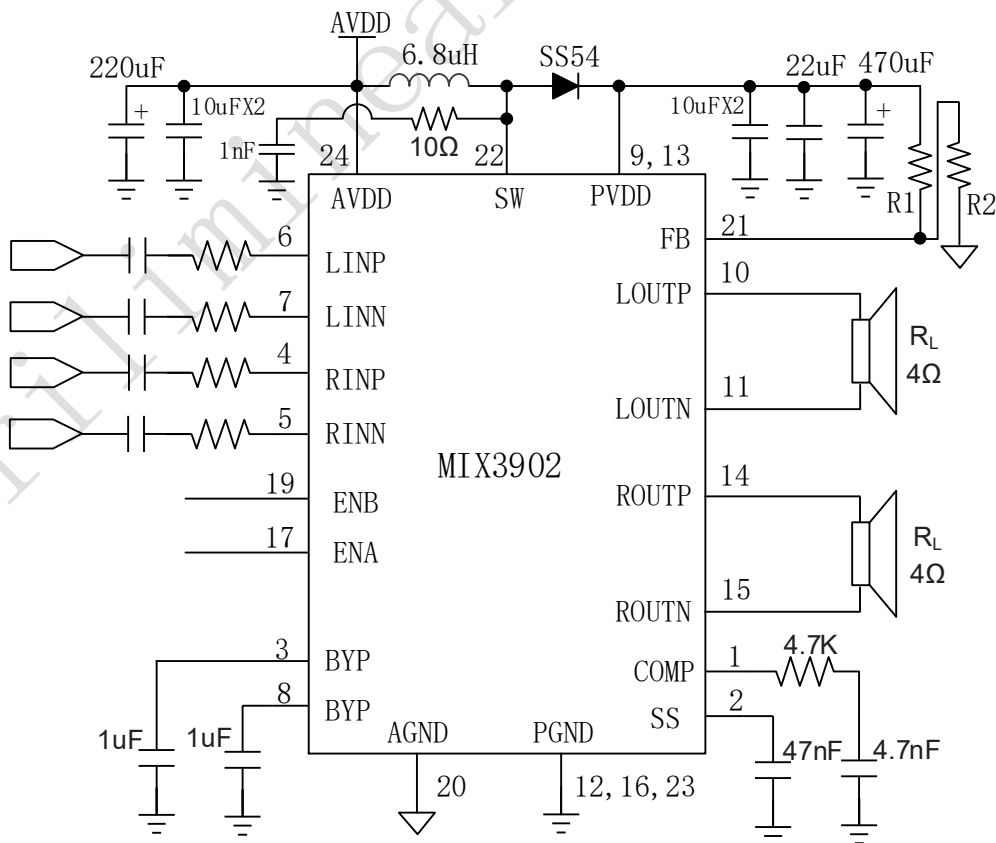 AVDD
220uF
6.8uH
SS54
22uF
470uF
+
10uFX2
10uFX2
+
1nF
10Ω
24
22
9, 13
R1
R2
AVDD
SW
PVDD
6
LINP
FB
21
7
LINN
LOUTP
10
4
RINP
RL
4Ω
5
RINN
LOUTN
11
MIX3902
19
ENB
ROUTP
14
17
ENA
RL
4Ω
ROUTN
15
3
BYP
COMP
1
4.7K
8
BYP
SS
2
1uF
1uF
AGND
PGND
47nF
4.7nF
20
12, 16, 23